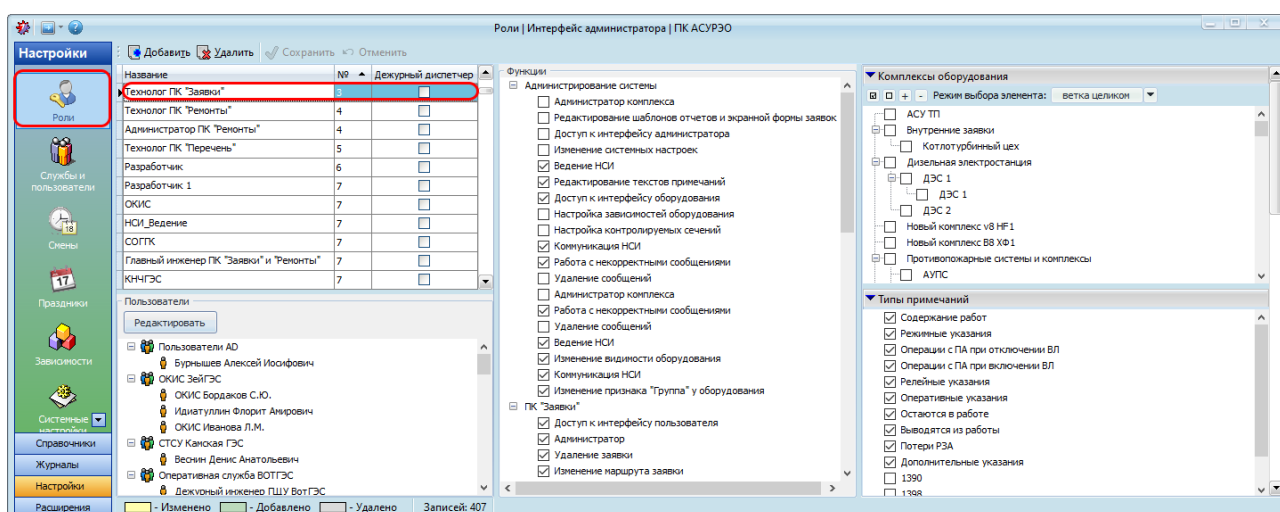 Роли | Интерфейс администратора | ПК АСУРЭО
Настройки
Добавить Удалить Сохранить Отменить
Роли
Службы и
пользователи
18
Смены
17
Праздники
Зависимости
Системные
настройки
Справочники
Журналы
Настройки
Расширения
Название № Дежурный диспетчер
Технолог ПК "Заявки" 3
Технолог ПК "Ремонты" 4
Администратор ПК "Ремонты" 4
Технолог ПК "Перечень" 5
Разработчик 6
Разработчик 1 7
ОКИС 7
НСИ_Ведение 7
СОГГПК 7
Главный инженер ПК "Заявки" и "Ремонты" 7
КНЧГЭС 7
Пользователи
Редактировать
Пользователи AD
Бурнышев Алексей Иосифович
ОКИС ЗейГЭС
ОКИС Бордаков С.Ю.
Идиатуллин Флорит Анирович
ОКИС Иванова Л.М.
СТСУ Камская ГЭС
Веснин Денис Анатольевич
Оперативная служба ВОТГЭС
Дежурный инженер ГЩУ ВотГЭС
- Изменено - Добавлено - Удалено Записей: 407
Функции
Администрирование системы
Администратор комплекса
Редактирование шаблонов отчетов и экранной формы заявок
Доступ к интерфейсу администратора
Изменение системных настроек
Ведение НСИ
Редактирование текстов примечаний
Доступ к интерфейсу оборудования
Настройка зависимостей оборудования
Настройка контролируемых сечений
Коммуникация НСИ
Работа с некорректными сообщениями
Удаление сообщений
Администратор комплекса
Работа с некорректными сообщениями
Удаление сообщений
Ведение НСИ
Изменение видимости оборудования
Коммуникация НСИ
Изменение признака "Группа" у оборудования
ПК "Заявки"
Доступ к интерфейсу пользователя
Администратор
Удаление заявки
Изменение маршрута заявки
Комплексы оборудования
Режим выбора элемента: ветка целиком
АСУ ТП
Внутренние заявки
Котлотурбинный цех
Дизельная электростанция
ДЭС 1
ДЭС 1
ДЭС 2
Новый комплекс v8 HF1
Новый комплекс В8 ХФ1
Противопожарные системы и комплексы
АУПС
Типы примечаний
Содержание работ
Режимные указания
Операции с ПА при отключении ВЛ
Операции с ПА при включении ВЛ
Релейные указания
Оперативные указания
Остаются в работе
Выводятся из работы
Потери РЗА
Дополнительные указания
1390
1398